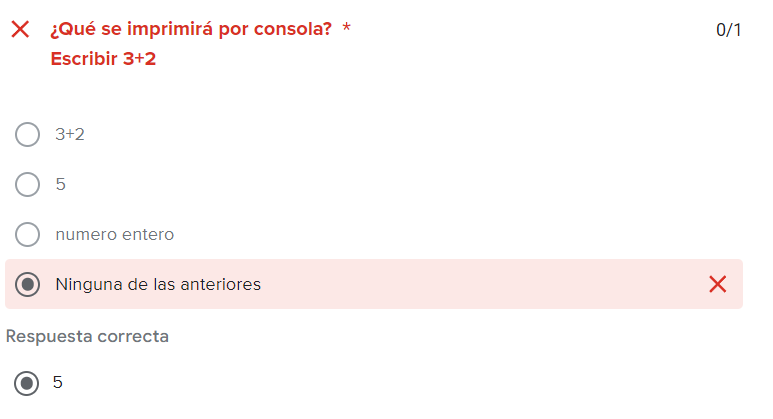 ¿Qué se imprimirá por consola? *
0/1
Escribir 3+2
3+2
5
numero entero
Ninguna de las anteriores
Respuesta correcta
5